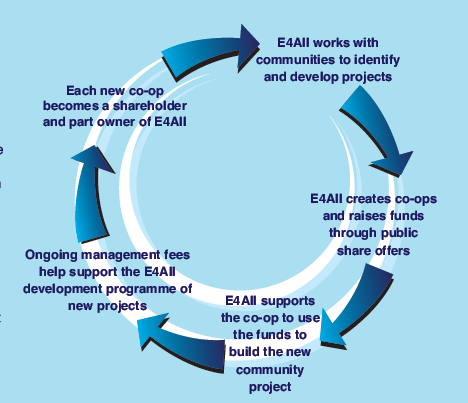 E4All works with
communities to identify
and develop projects
E4All creates co-ops
and raises funds
through public
share offers
E4All supports
the co-op to use
the funds to
build the new
community
project
Ongoing management fees
help support the E4All
development programme of
new projects
Each new co-op
becomes a shareholder
and part owner of E4All